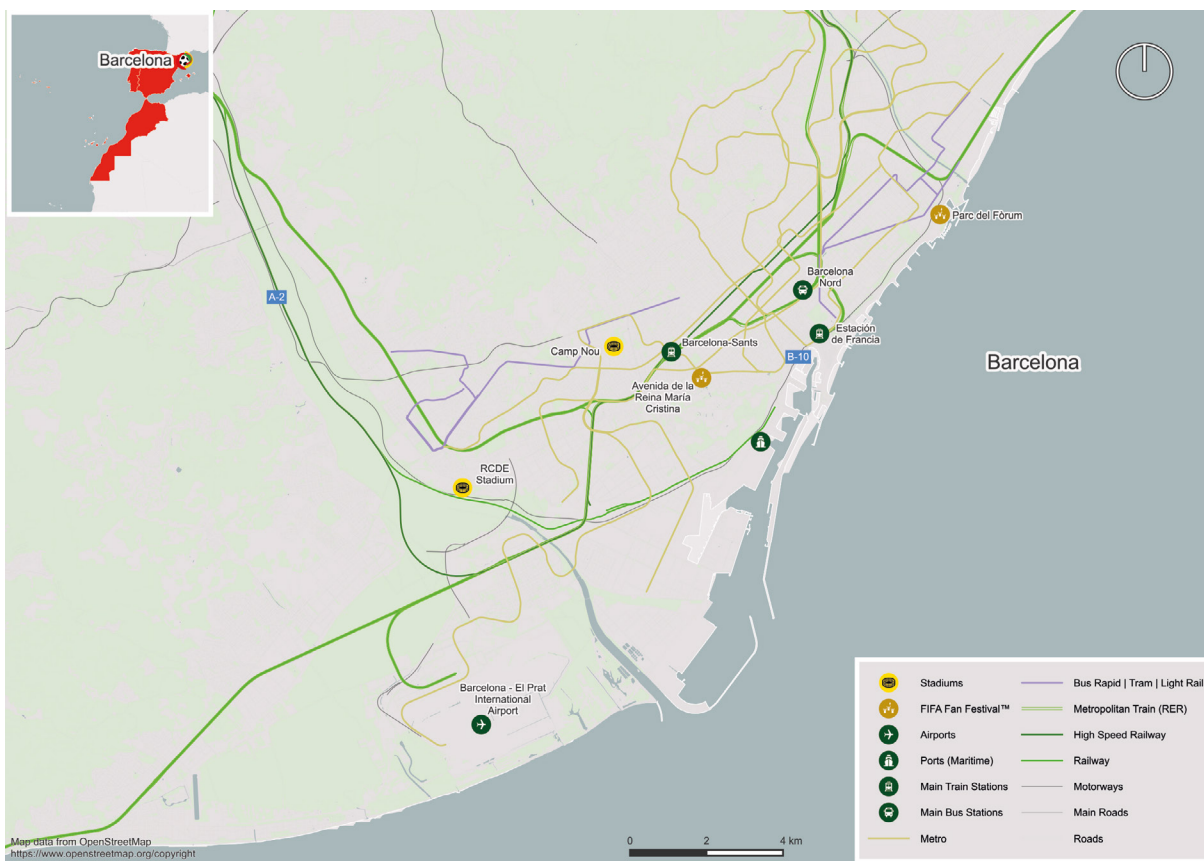 Barcelona
A-2
Parc del Fòrum
Barcelona
Nord
Estación
de Francia
Camp Nou
Barcelona-Sants
B-10
Barcelona
Avenida de la
Reina María
Cristina
RCDE
Stadium
Barcelona - El Prat
International
Airport
Stadiums
FIFA Fan Festival™
Airports
Ports (Maritime)
Main Train Stations
Main Bus Stations
Metro
Bus Rapid | Tram | Light Rail
Metropolitan Train (RER)
High Speed Railway
Railway
Motorways
Main Roads
Roads
0 2 4 km
Map data from OpenStreetMap
https://www.openstreetmap.org/copyright